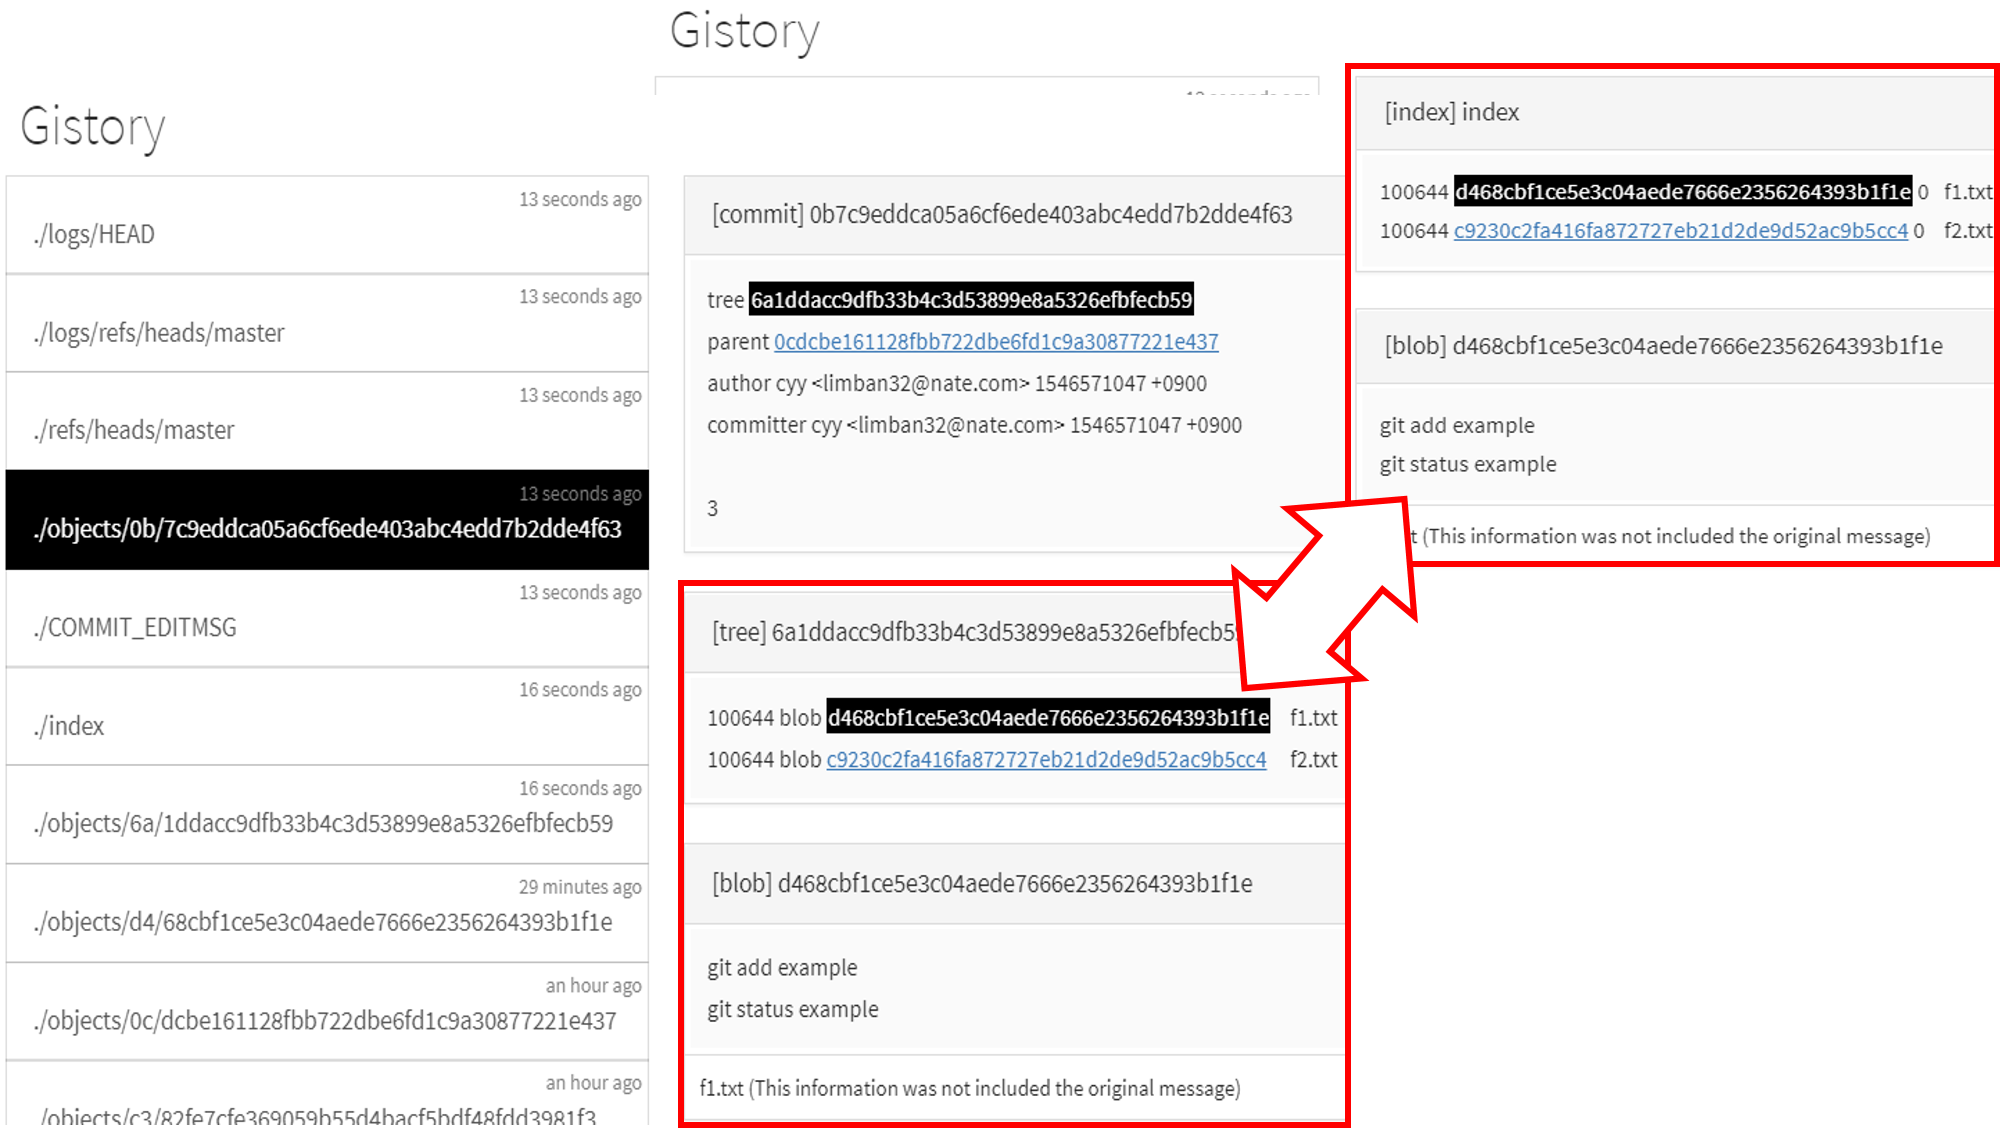 Gistory
13 seconds ago
./logs/HEAD
13 seconds ago
./logs/refs/heads/master
13 seconds ago
./refs/heads/master
13 seconds ago
./objects/0b/7c9eddca05a6cf6ede403abc4edd7b2dde4f63
13 seconds ago
./COMMIT_EDITMSG
16 seconds ago
./index
16 seconds ago
./objects/6a/1ddacc9dfb33b4c3d53899e8a5326efbfecb59
29 minutes ago
./objects/d4/68cbf1ce5e3c04aede7666e2356264393b1f1e
an hour ago
./objects/0c/dcbe161128fbb722dbe6fd1c9a30877221e437
an hour ago
./objects/c3/82fe7cfe369059b55d4bacf5bdf48fdd3981f3
Gistory
[commit] 0b7c9eddca05a6cf6ede403abc4edd7b2dde4f63
tree 6a1ddacc9dfb33b4c3d53899e8a5326efbfecb59
parent 0cdcbe161128fbb722dbe6fd1c9a30877221e437
author cyy <limban32@nate.com> 1546571047 +0900
committer cyy <limban32@nate.com> 1546571047 +0900
3
[tree] 6a1ddacc9dfb33b4c3d53899e8a5326efbfecb5
100644 blob d468cbf1ce5e3c04aede7666e2356264393b1f1e f1.txt
100644 blob c9230c2fa416fa872727eb21d2de9d52ac9b5cc4 f2.txt
[blob] d468cbf1ce5e3c04aede7666e2356264393b1f1e
git add example
git status example
f1.txt (This information was not included the original message)
[index] index
100644 d468cbf1ce5e3c04aede7666e2356264393b1f1e 0 f1.txt
100644 c9230c2fa416fa872727eb21d2de9d52ac9b5cc4 0 f2.txt
[blob] d468cbf1ce5e3c04aede7666e2356264393b1f1e
git add example
git status example
t (This information was not included the original message)